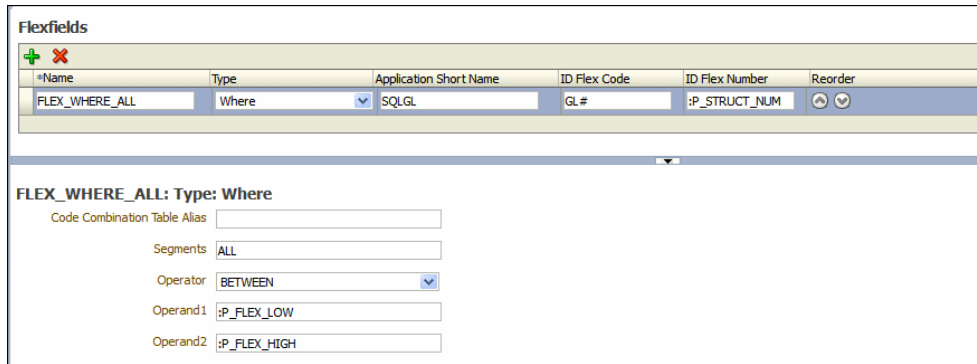 Flexfields
*Name Type Application Short Name ID Flex Code ID Flex Number Reorder
FLEX_WHERE_ALL Where SQLGL GL# :P_STRUCT_NUM
FLEX_WHERE_ALL: Type: Where
Code Combination Table Alias
Segments ALL
Operator BETWEEN
Operand1 :P_FLEX_LOW
Operand2 :P_FLEX_HIGH